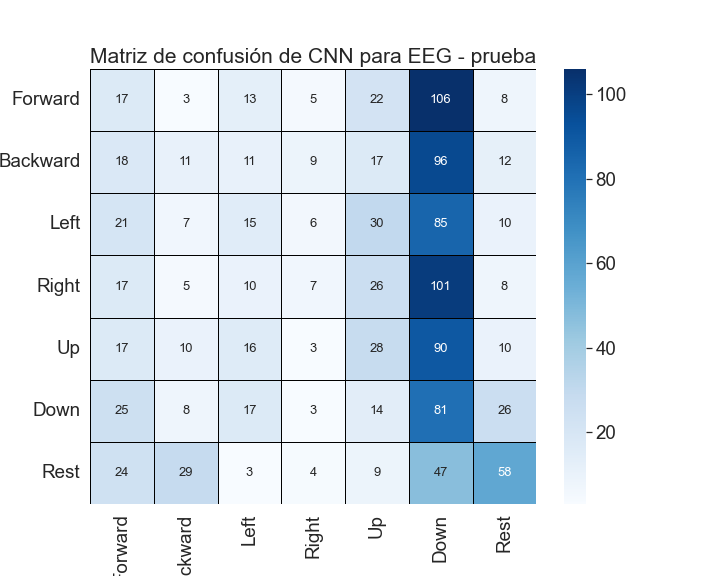 Matriz de confusión de CNN para EEG - prueba
Forward 17 3 13 5 22 106 8
Backward 18 11 11 9 17 96 12
Left 21 7 15 6 30 85 10
Right 17 5 10 7 26 101 8
Up 17 10 16 3 28 90 10
Down 25 8 17 3 14 81 26
Rest 24 29 3 4 9 47 58
Forward ckward Left Right Up Down Rest
100
80
60
40
20